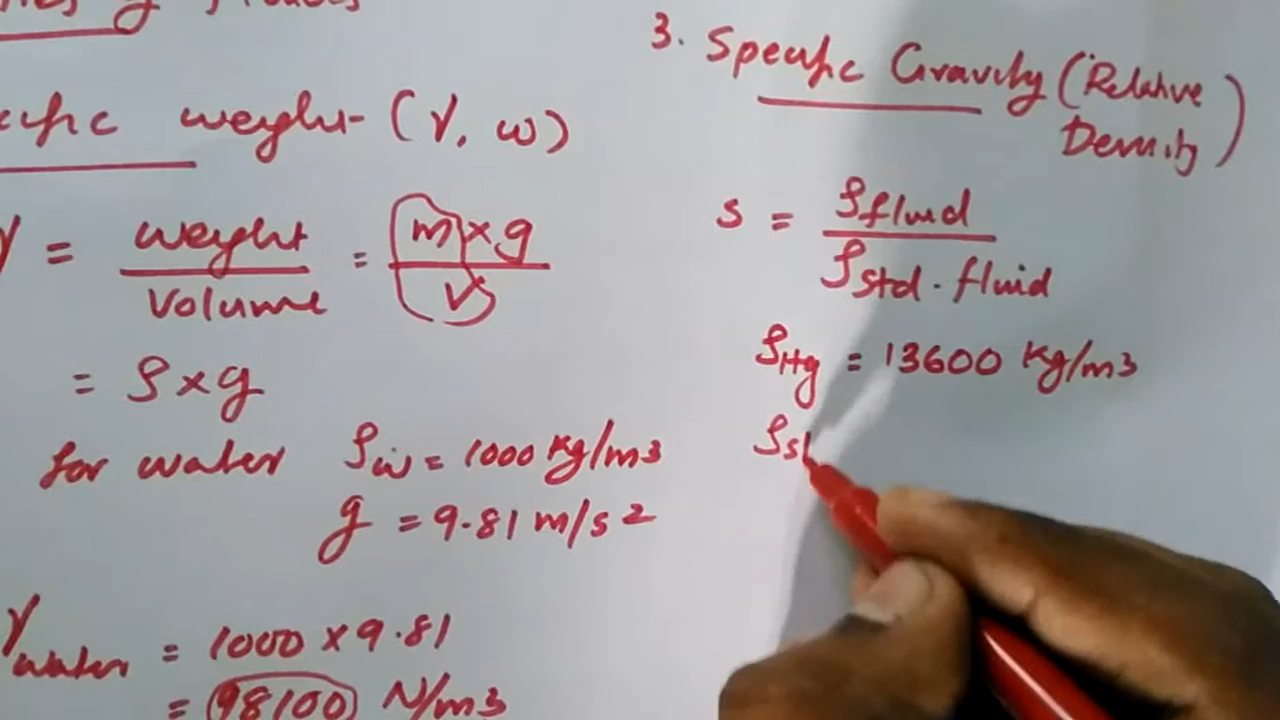 weight (γ, ω)
γ = weight / Volume = m×g / V
= ρ×g
for water ρw = 1000 Kg/m3
g = 9.81 m/s2
γwater = 1000 × 9.81
= 98100 N/m3
3. Specific Gravity (Relative
Density)
s = ρfluid / ρstd. fluid
ρHg = 13600 Kg/m3
ρs